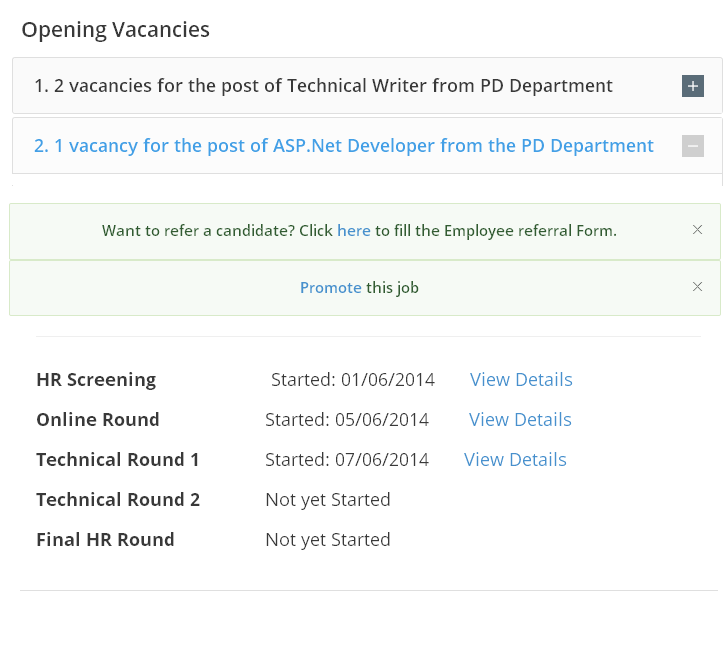 Opening Vacancies
1. 2 vacancies for the post of Technical Writer from PD Department
2. 1 vacancy for the post of ASP.Net Developer from the PD Department
Want to refer a candidate? Click here to fill the Employee referral Form.
Promote this job
HR Screening Started: 01/06/2014 View Details
Online Round Started: 05/06/2014 View Details
Technical Round 1 Started: 07/06/2014 View Details
Technical Round 2 Not yet Started
Final HR Round Not yet Started